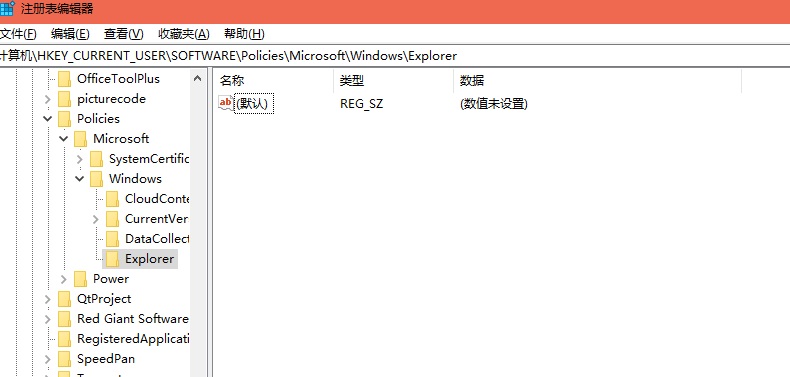 注册表编辑器
文件(F) 编辑(E) 查看(V) 收藏夹(A) 帮助(H)
计算机\HKEY_CURRENT_USER\SOFTWARE\Policies\Microsoft\Windows\Explorer
OfficeToolPlus
picturecode
Policies
Microsoft
SystemCertific
Windows
CloudConte
CurrentVer
DataCollect
Explorer
Power
QtProject
Red Giant Software
RegisteredApplicati
SpeedPan
名称 类型 数据
ab (默认) REG_SZ (数值未设置)